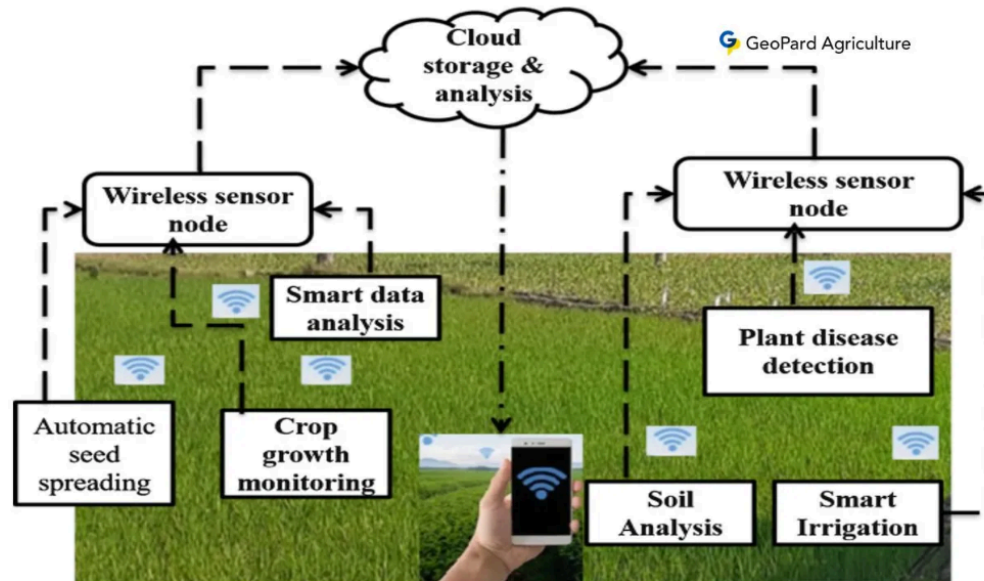 Cloud
storage &
analysis
GeoPard Agriculture
Wireless sensor
node
Wireless sensor
node
Smart data
analysis
Plant disease
detection
Automatic
seed
spreading
Crop
growth
monitoring
Soil
Analysis
Smart
Irrigation